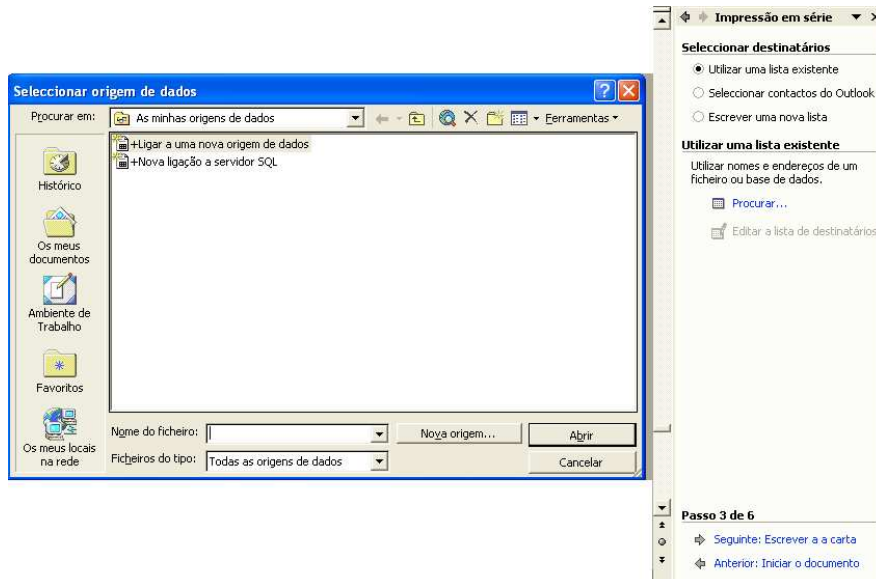 Impressão em série
Seleccionar destinatários
Utilizar uma lista existente
Seleccionar contactos do Outlook
Escrever uma nova lista
Utilizar uma lista existente
Utilizar nomes e endereços de um
ficheiro ou base de dados.
Procurar...
Editar a lista de destinatários
Passo 3 de 6
Seguinte: Escrever a a carta
Anterior: Iniciar o documento
Seleccionar origem de dados
Procurar em:
As minhas origens de dados
Ferramentas
+Ligar a uma nova origem de dados
+Nova ligação a servidor SQL
Histórico
Os meus
documentos
Ambiente de
Trabalho
Favoritos
Os meus locais
na rede
Nome do ficheiro:
Nova origem...
Abrir
Ficheiros do tipo:
Todas as origens de dados
Cancelar